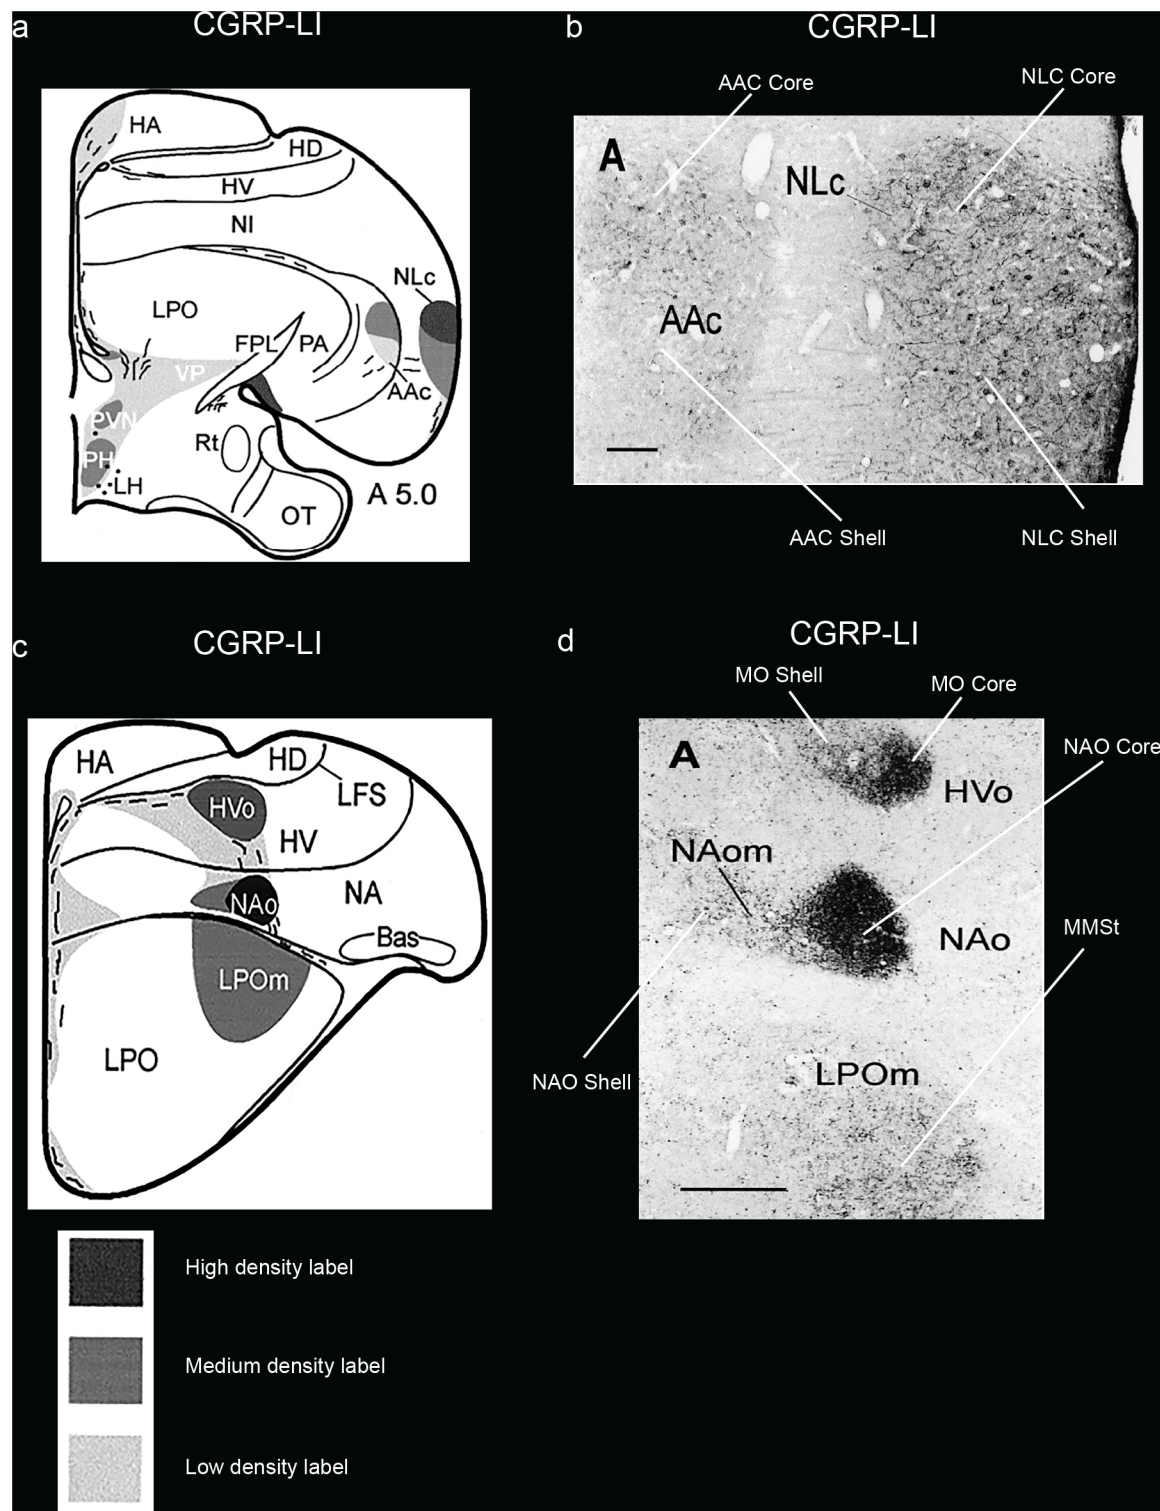 a
CGRP-LI
HA
HD
HV
NI
NLc
LPO
FPL
PA
VP
AAc
PVN
Rt
PH
LH
A 5.0
OT
b
CGRP-LI
AAC Core
NLC Core
A
NLc
AAc
AAC Shell
NLC Shell
c
CGRP-LI
HA
HD
LFS
HVo
HV
NA
NAo
Bas
LPOm
LPO
d
CGRP-LI
MO Shell
MO Core
NAO Core
A
HVo
NAom
MMSt
NAo
LPOm
NAO Shell
High density label
Medium density label
Low density label